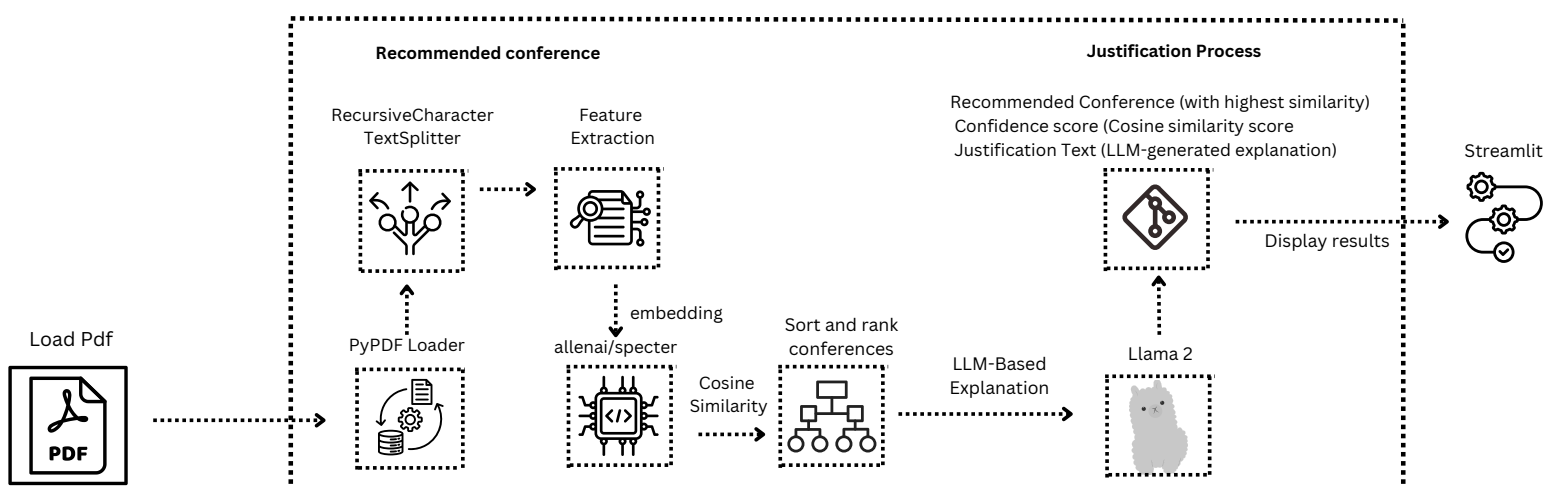 Recommended conference
Justification Process
RecursiveCharacter
TextSplitter
Feature
Extraction
Recommended Conference (with highest similarity)
Confidence score (Cosine similarity score
Justification Text (LLM-generated explanation)
Streamlit
Display results
embedding
Load Pdf
PDF
PyPDF Loader
allenai/specter
</>
Cosine
Similarity
Sort and rank
conferences
LLM-Based
Explanation
Llama 2